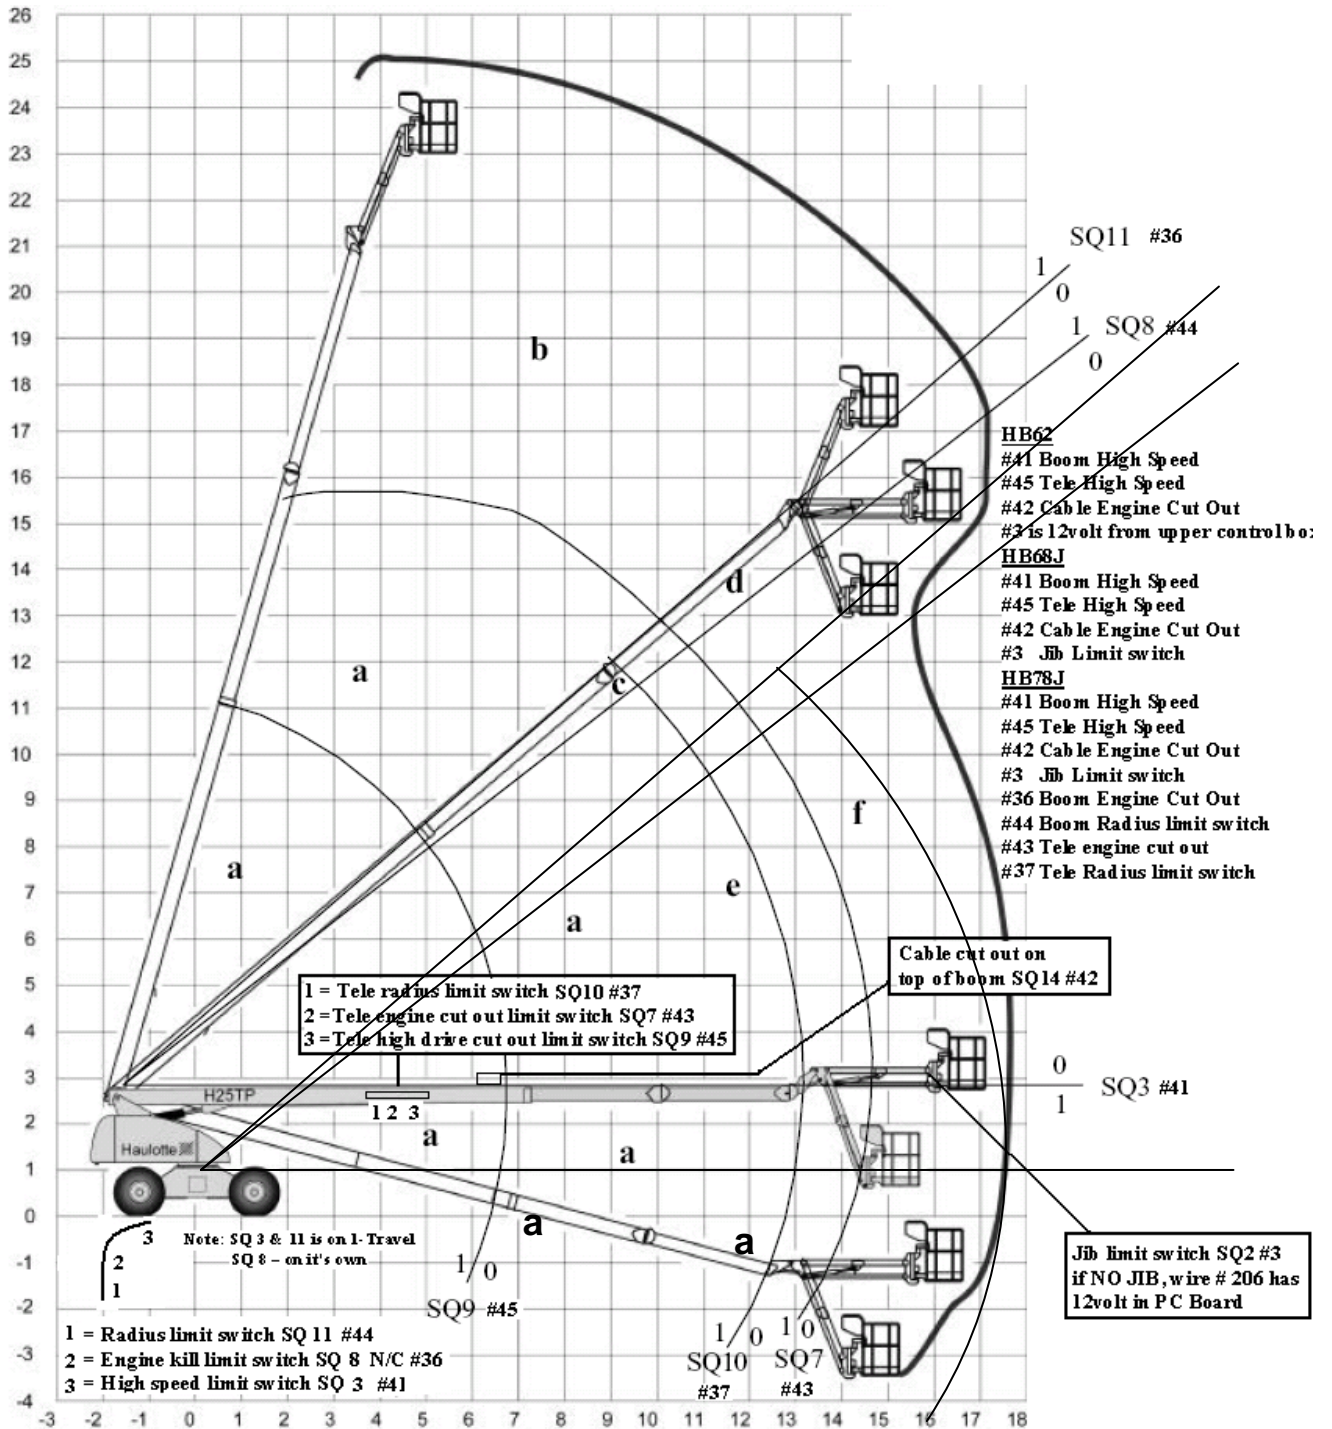 26
25
24
23
22
21
20
19
18
17
16
15
14
13
12
11
10
9
8
7
6
5
4
3
2
1
0
-1
-2
-3
-4
-3 -2 -1 0 1 2 3 4 5 6 7 8 9 10 11 12 13 14 15 16 17 18
SQ11 #36
1
0
1 SQ8 #44
0
b
HB62
#41 Boom High Speed
#45 Tele High Speed
#42 Cable Engine Cut Out
#3 is 12volt from upper control box
HB68J
#41 Boom High Speed
#45 Tele High Speed
#42 Cable Engine Cut Out
#3 Jib Limit switch
HB78J
#41 Boom High Speed
#45 Tele High Speed
#42 Cable Engine Cut Out
#3 Jib Limit switch
#36 Boom Engine Cut Out
#44 Boom Radius limit switch
#43 Tele engine cut out
#37 Tele Radius limit switch
d
a
c
f
a
e
a
Cable cut out on
top of boom SQ14 #42
1 = Tele radius limit switch SQ10 #37
2 = Tele engine cut out limit switch SQ7 #43
3 = Tele high drive cut out limit switch SQ9 #45
0
SQ3 #41
1
H25TP
1 2 3
a
a
Haulotte
a
a
3
2
1
Note: SQ 3 & 11 is on 1-Travel
SQ 8 – on it's own
1 0
SQ9 #45
Jib limit switch SQ2 #3
if NO JIB, wire # 206 has
12volt in PC Board
1 = Radius limit switch SQ 11 #44
2 = Engine kill limit switch SQ 8 N/C #36
3 = High speed limit switch SQ 3 #41
1 0
SQ10
#37
1 0
SQ7
#43